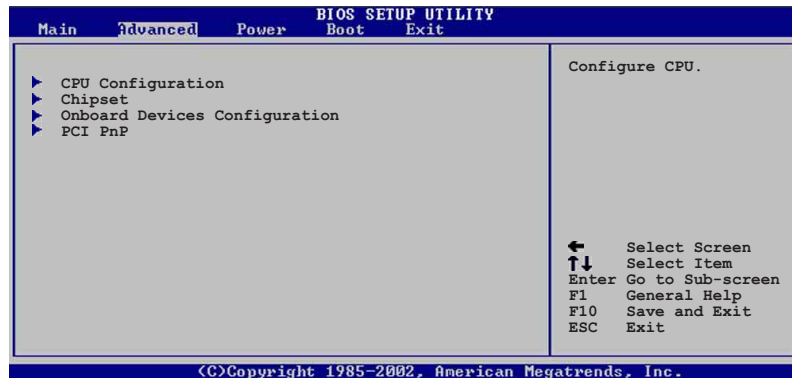 BIOS SETUP UTILITY
Main Advanced Power Boot Exit
CPU Configuration
Chipset
Onboard Devices Configuration
PCI PnP
Configure CPU.
Select Screen
↑↓ Select Item
Enter Go to Sub-screen
F1 General Help
F10 Save and Exit
ESC Exit
(C)Copyright 1985-2002, American Megatrends, Inc.